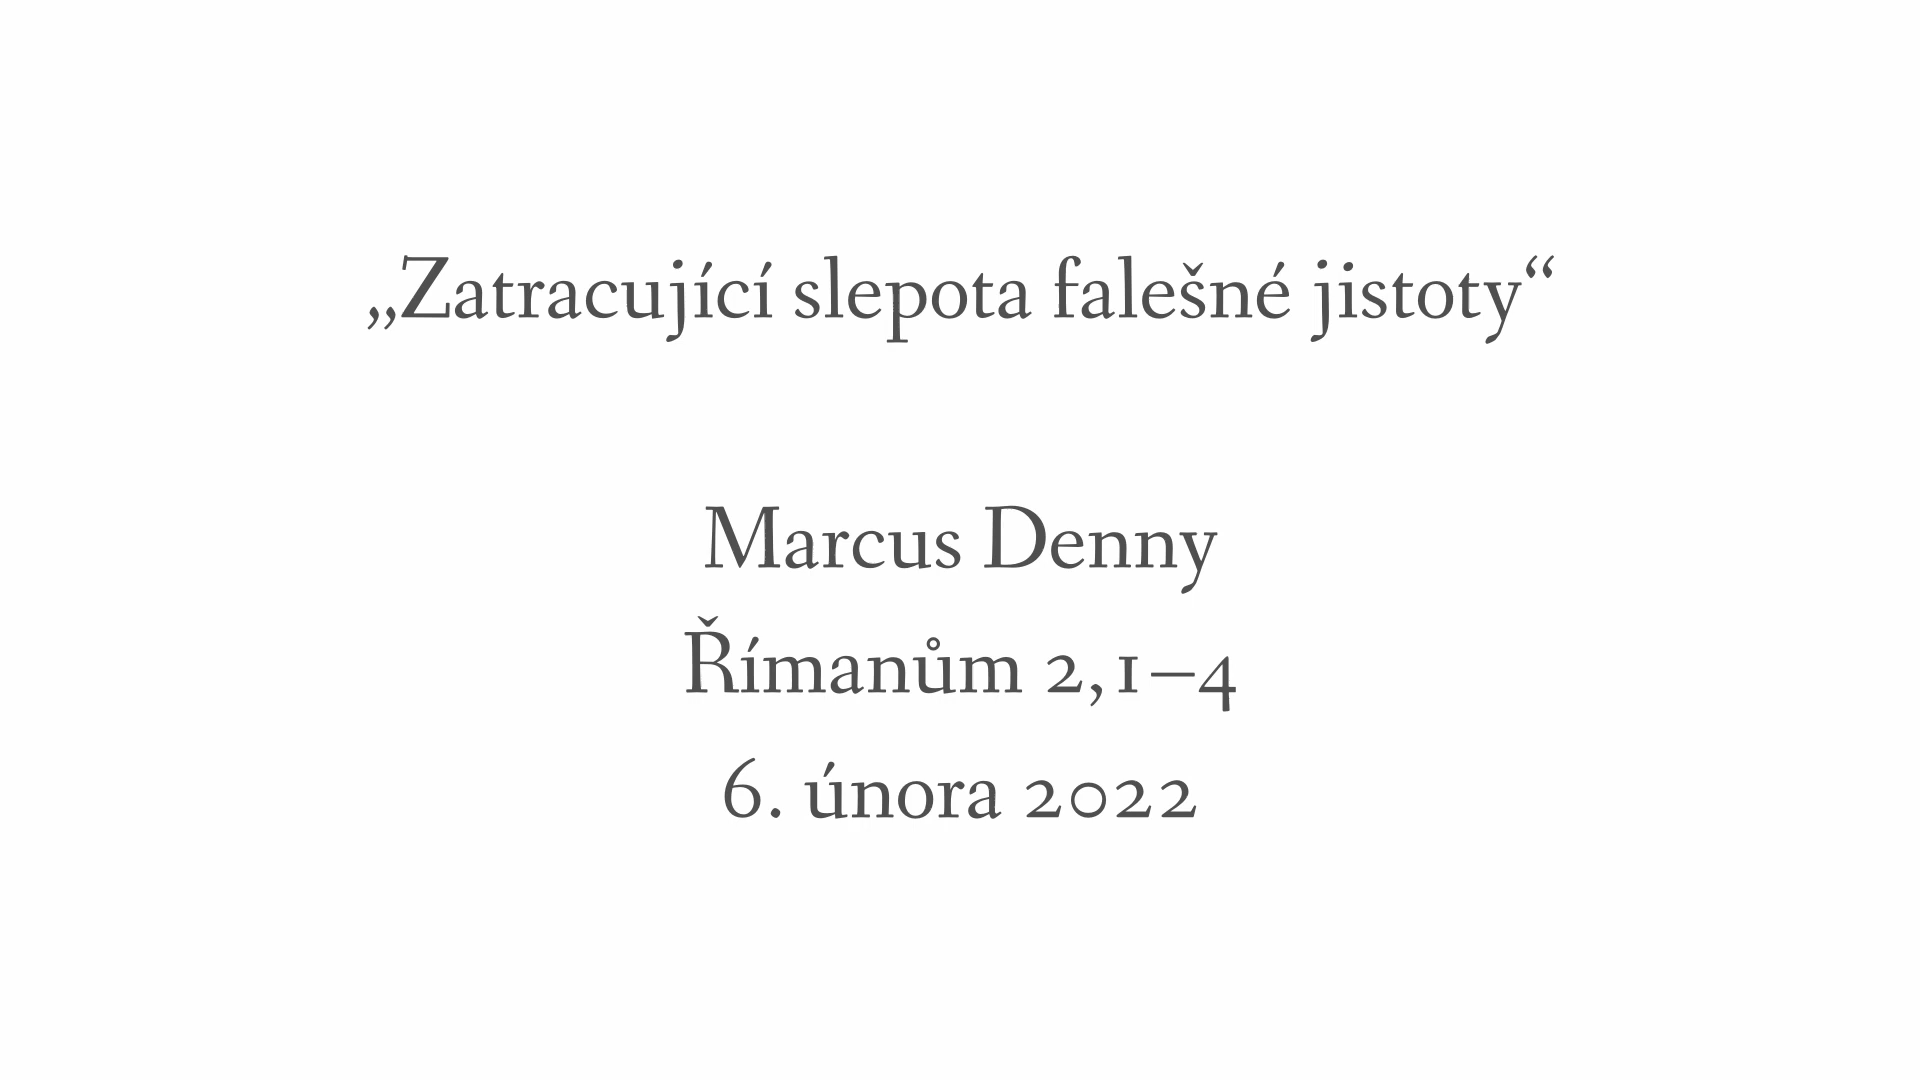 „Zatracující slepota falešné jistoty“
Marcus Denny
Římanům 2,1–4
6. února 2022